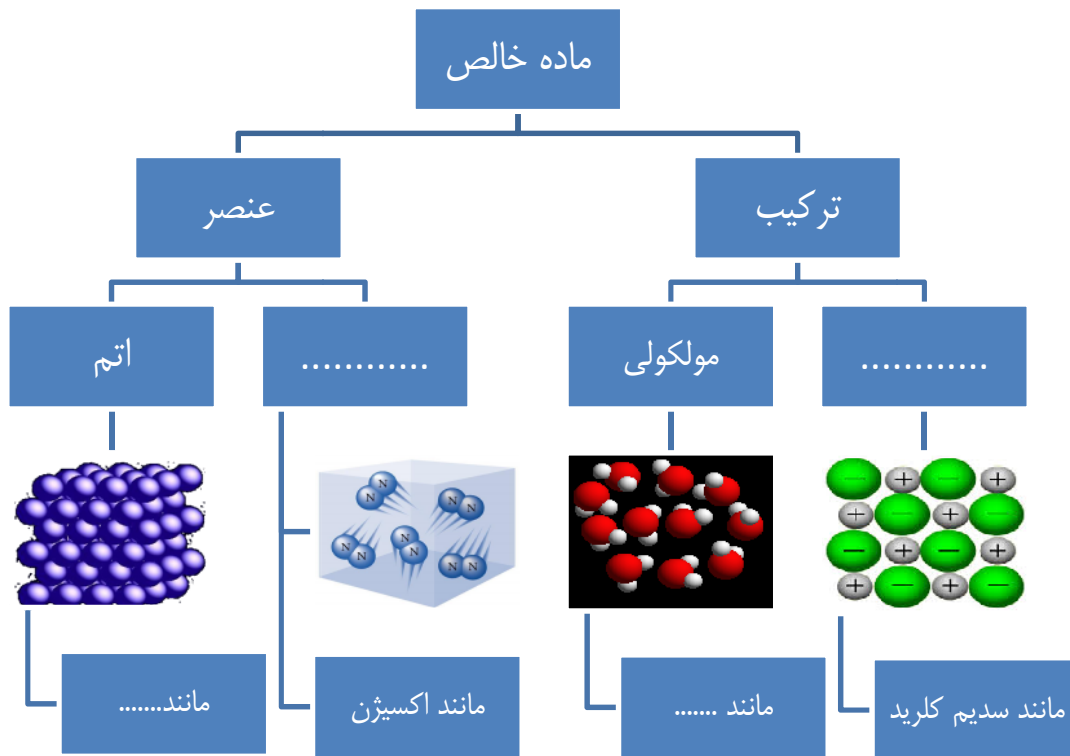 ماده خالص
ترکیب
عنصر
............
مولکولی
............
اتم
N N N N N N N N N N
− + − +
+ − + −
− + − +
+ − + −
مانند سدیم کلرید
مانند .......
مانند اکسیژن
مانند.......